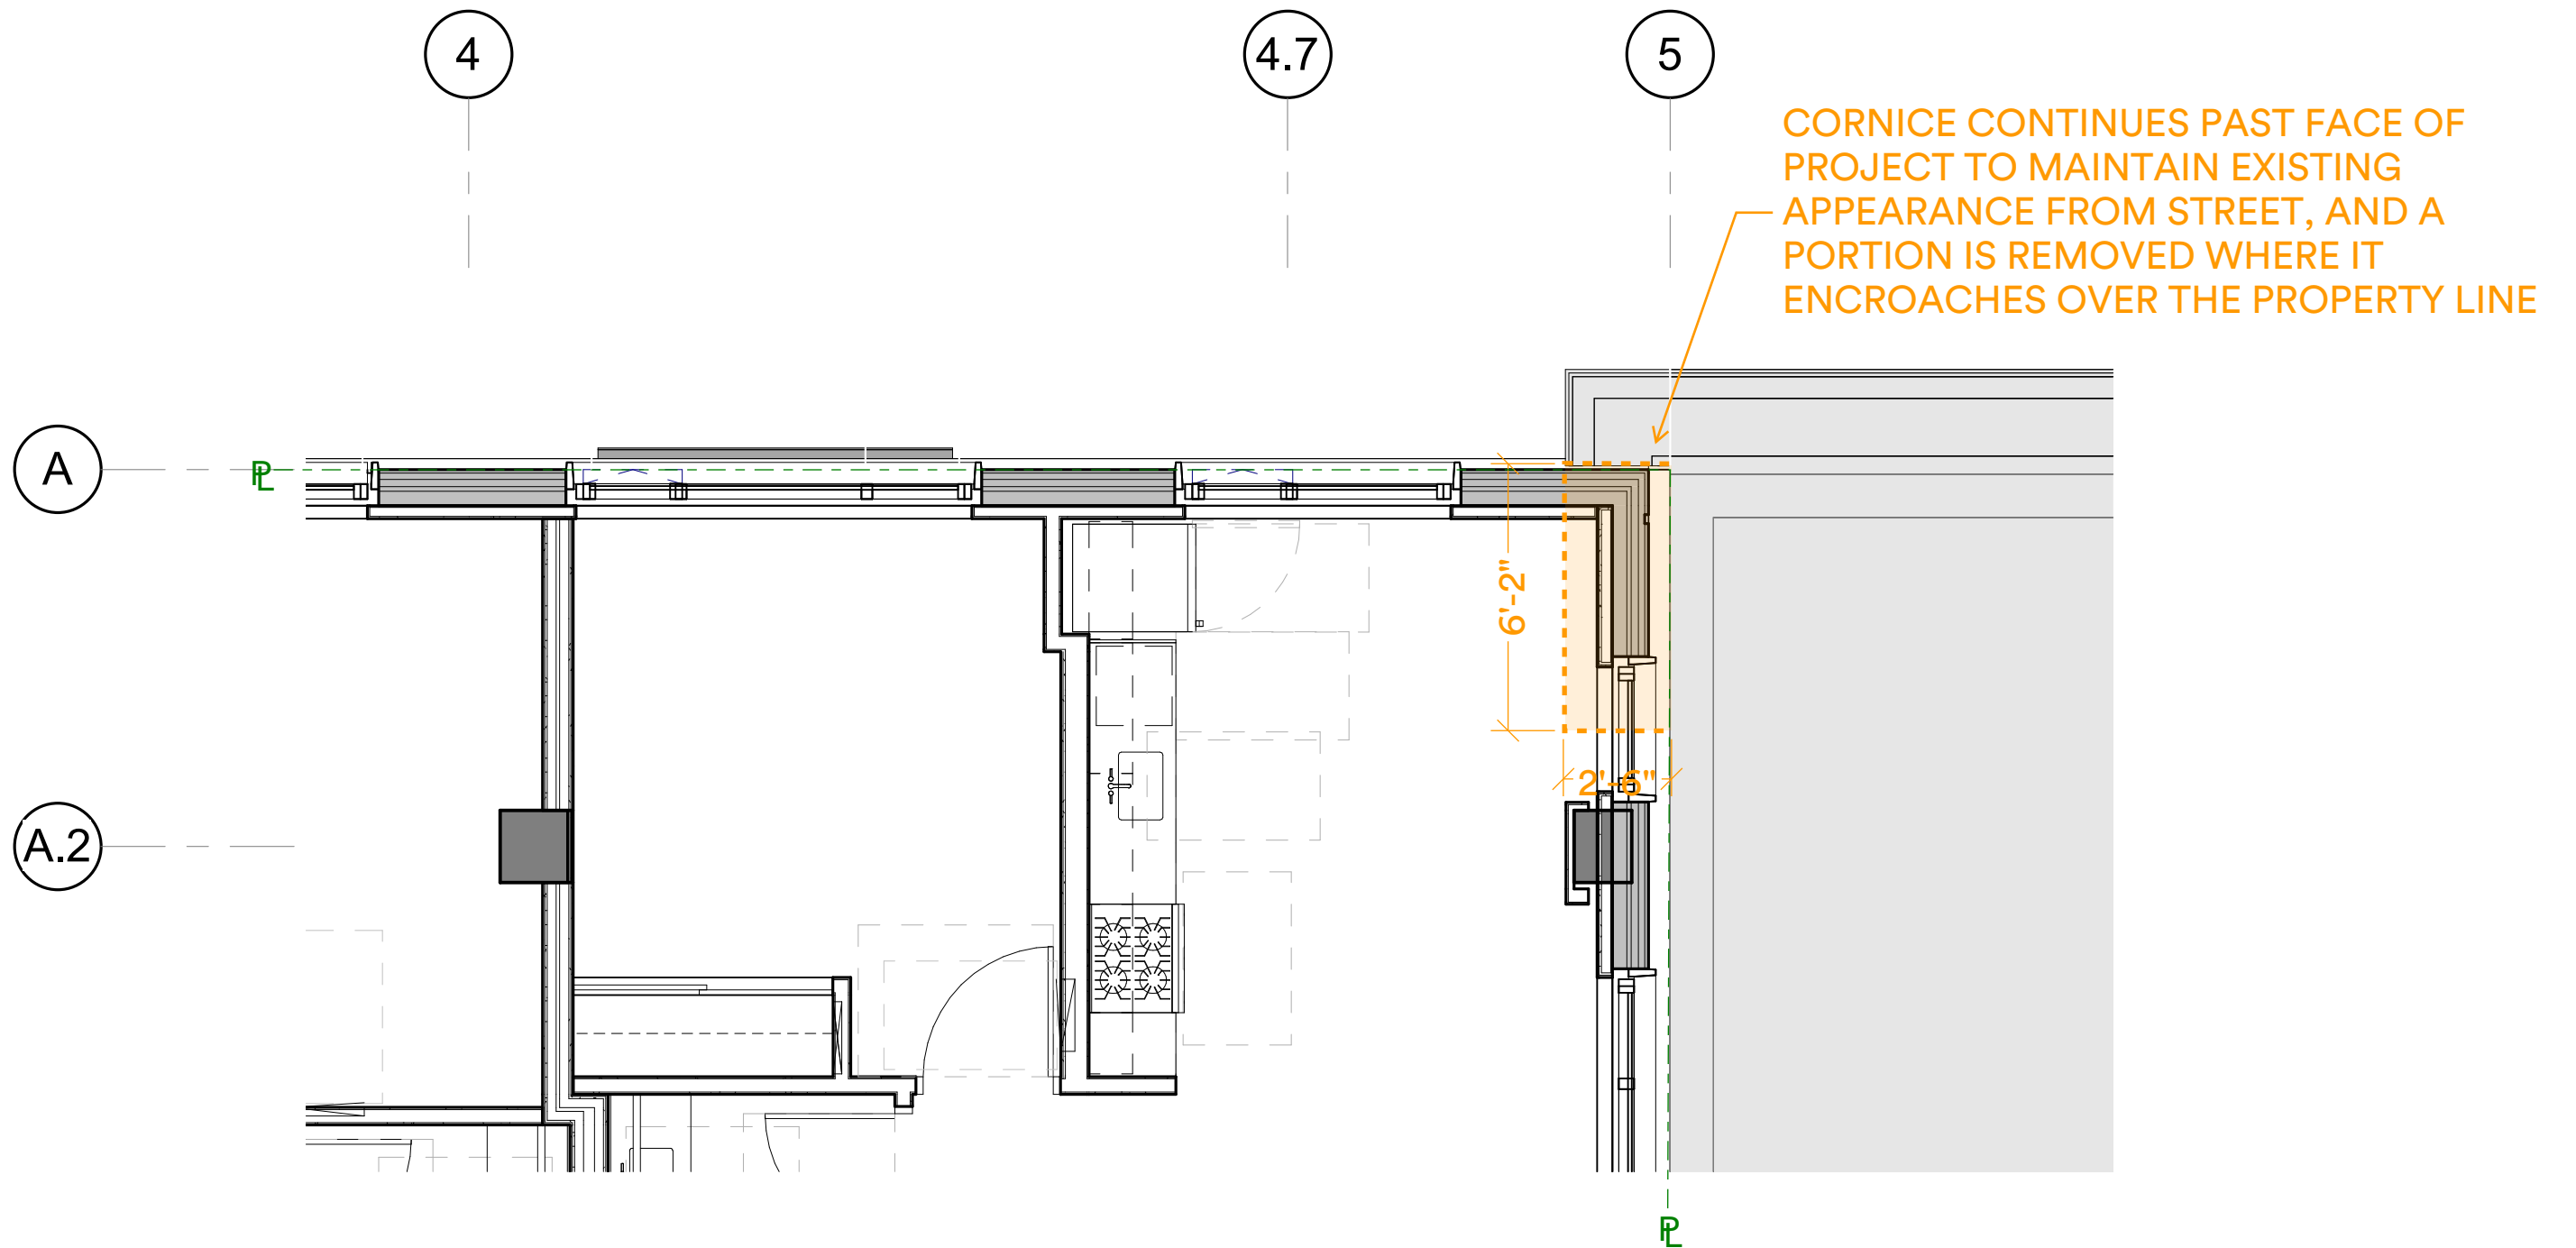 4
4.7
5
CORNICE CONTINUES PAST FACE OF
PROJECT TO MAINTAIN EXISTING
APPEARANCE FROM STREET, AND A
PORTION IS REMOVED WHERE IT
ENCROACHES OVER THE PROPERTY LINE
A
PL
6'-2"
2'-6"
A.2
PL